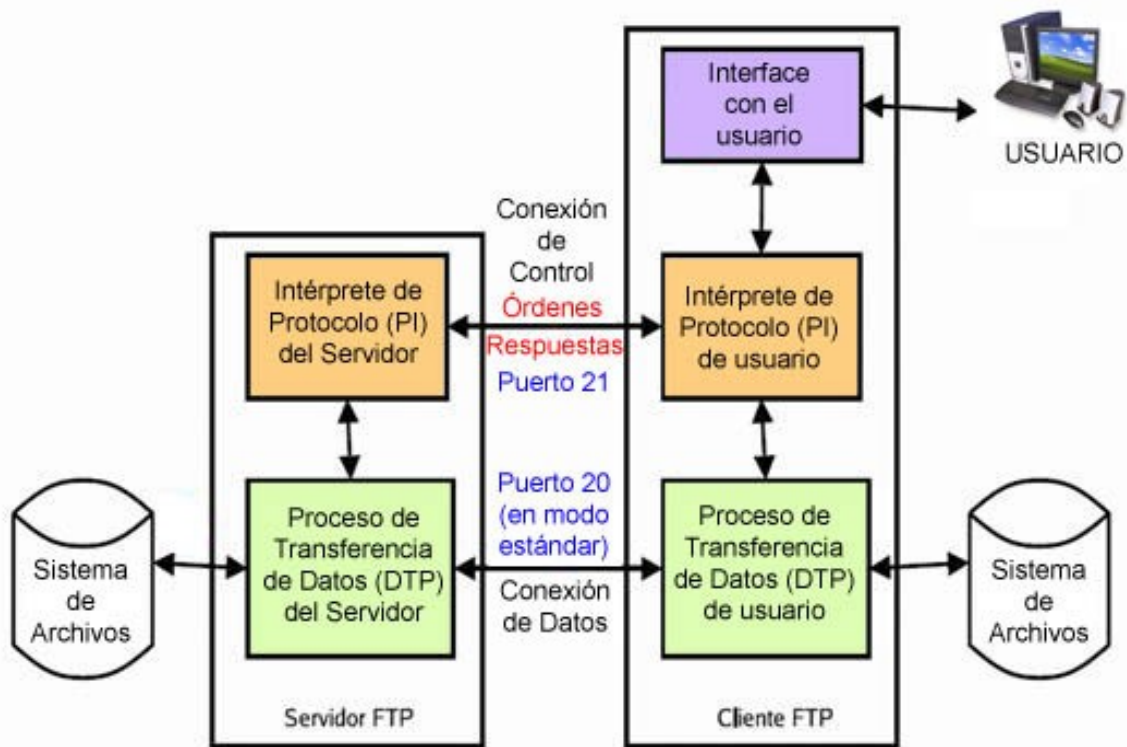 Interface
con el
usuario
USUARIO
Conexión
de
Control
Órdenes
Respuestas
Puerto 21
Intérprete de
Protocolo (PI)
del Servidor
Intérprete de
Protocolo (PI)
de usuario
Puerto 20
(en modo
estándar)
Conexión
de Datos
Sistema
de
Archivos
Proceso de
Transferencia
de Datos (DTP)
del Servidor
Proceso de
Transferencia
de Datos (DTP)
de usuario
Sistema
de
Archivos
Servidor FTP
Cliente FTP